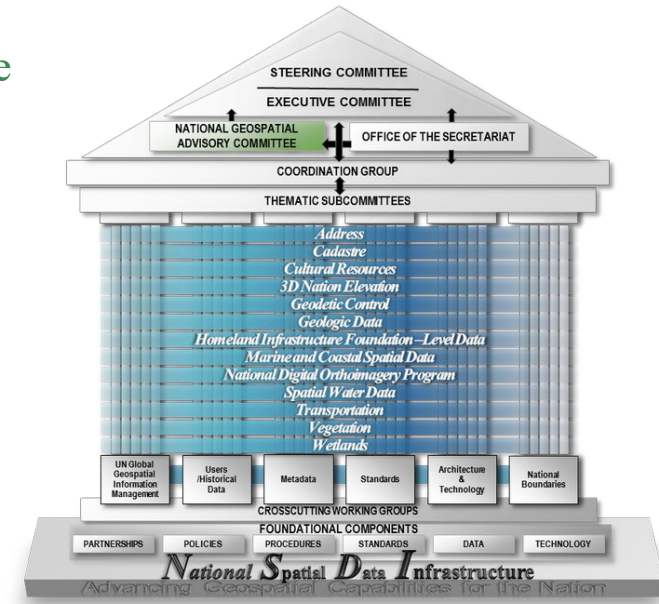 e
STEERING COMMITTEE
EXECUTIVE COMMITTEE
NATIONAL GEOSPATIAL
ADVISORY COMMITTEE
OFFICE OF THE SECRETARIAT
COORDINATION GROUP
THEMATIC SUBCOMMITTEES
Address
Cadastre
Cultural Resources
3D Nation Elevation
Geodetic Control
Geologic Data
Homeland Infrastructure Foundation–Level Data
Marine and Coastal Spatial Data
National Digital Orthoimagery Program
Spatial Water Data
Transportation
Vegetation
Wetlands
UN Global
Geospatial
Information
Management
Users
/Historical
Data
Metadata
Standards
Architecture
&
Technology
National
Boundaries
CROSSCUTTING WORKING GROUPS
FOUNDATIONAL COMPONENTS
PARTNERSHIPS
POLICIES
PROCEDURES
STANDARDS
DATA
TECHNOLOGY
National Spatial Data Infrastructure
Advancing Geospatial Capabilities for the Nation